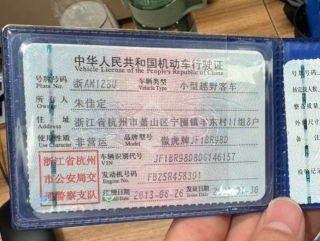 中华人民共和国机动车行驶证
Vehicle License of the People's Republic of China
号牌号码 浙AM1Z8U 车辆类型 小型越野客车
Plate No. Vehicle Type
所有人 朱佳定
Owner
住址 浙江省杭州市萧山区宁围镇丰东村11组8户
Address
使用性质 非营运 品牌型号 傲虎牌JF1BR98D
Use Character Model
浙江省杭州 车辆识别代号 JF1BR98D8DG146157
VIN
市公安局交 发动机号码 FB25R458391
Engine No.
通警察支队 注册日期 2013-06-26 发证日期
Register Date Issue Date